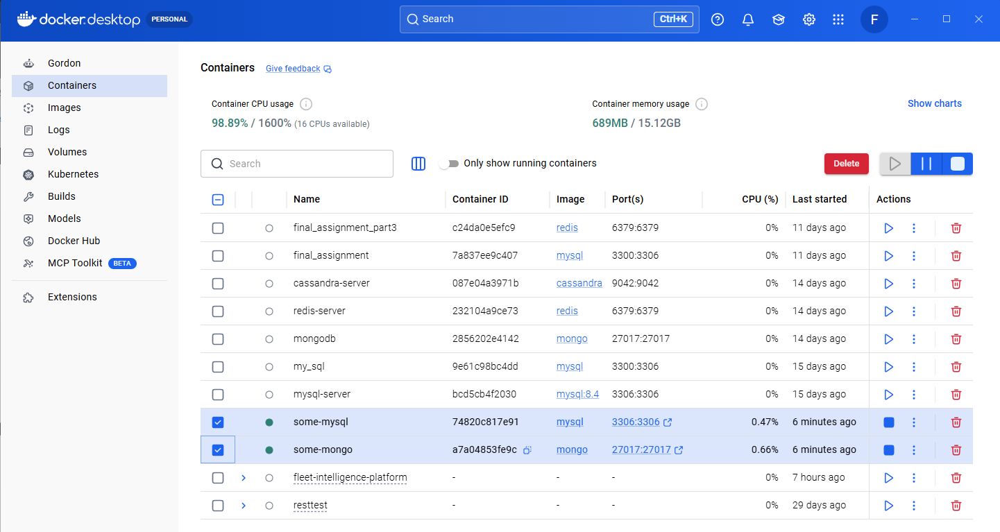 docker.desktop PERSONAL Search Ctrl+K F
Gordon
Containers
Images
Logs
Volumes
Kubernetes
Builds
Models
Docker Hub
MCP Toolkit BETA
Extensions
Containers Give feedback
Container CPU usage
98.89% / 1600% (16 CPUs available)
Container memory usage
689MB / 15.12GB
Show charts
Search Only show running containers Delete
Name Container ID Image Port(s) CPU (%) Last started Actions
final_assignment_part3 c24da0e5efc9 redis 6379:6379 0% 11 days ago
final_assignment 7a837ee9c407 mysql 3300:3306 0% 11 days ago
cassandra-server 087e04a3971b cassandra 9042:9042 0% 14 days ago
redis-server 232104a9ce73 redis 6379:6379 0% 14 days ago
mongodb 2856202e4142 mongo 27017:27017 0% 14 days ago
my_sql 9e61c98bc4dd mysql 3300:3306 0% 15 days ago
mysql-server bcd5cb4f2030 mysql:8.4 3306:3306 0% 15 days ago
some-mysql 74820c817e91 mysql 3306:3306 0.47% 6 minutes ago
some-mongo a7a04853fe9c mongo 27017:27017 0.66% 6 minutes ago
fleet-intelligence-platform - - - 0% 7 hours ago
resttest - - - 0% 29 days ago